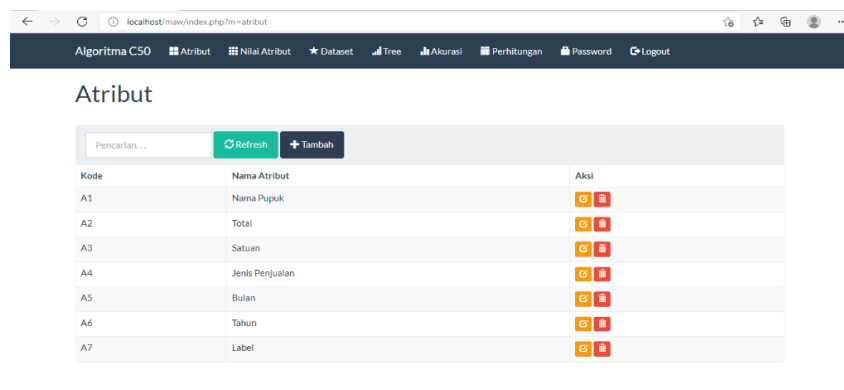 localhost/maw/index.php?m=atribut
Algoritma C50 Atribut Nilai Atribut Dataset Tree Akurasi Perhitungan Password Logout
Atribut
Pencarian... Refresh Tambah
Kode Nama Atribut Aksi
A1 Nama Pupuk
A2 Total
A3 Satuan
A4 Jenis Penjualan
A5 Bulan
A6 Tahun
A7 Label